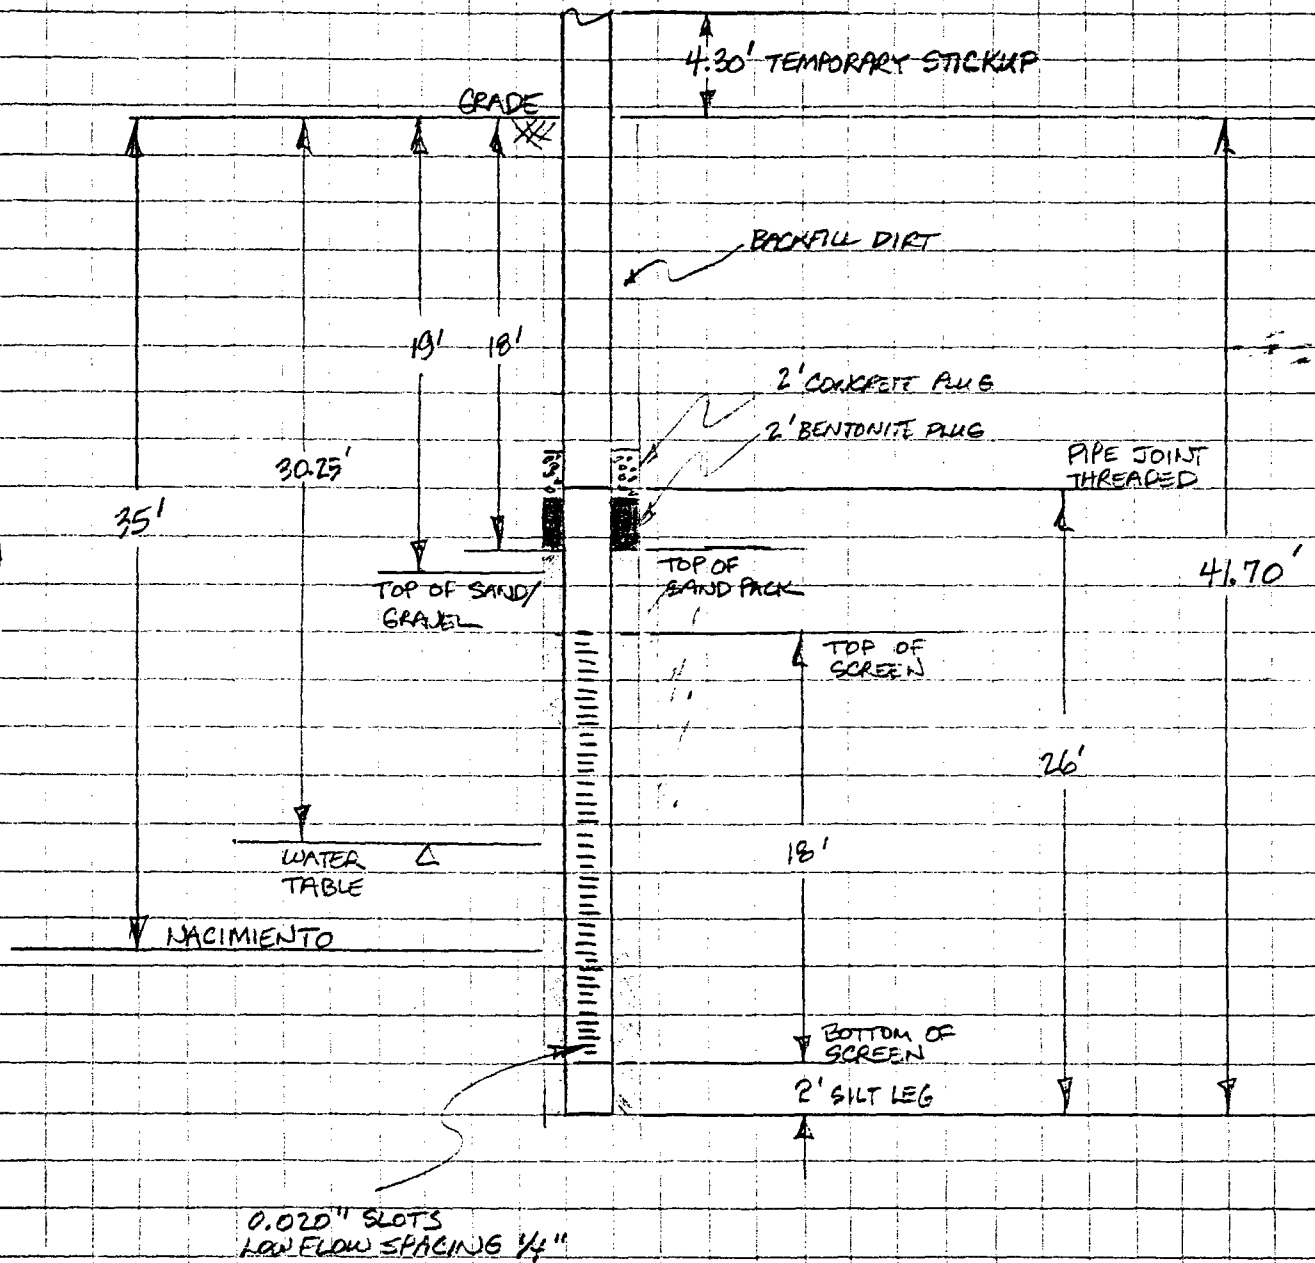 4.30' TEMPORARY STICKUP
GRADE
BACKFILL DIRT
19'
18'
2' CONCRETE PLUG
2' BENTONITE PLUG
30.25'
PIPE JOINT
THREADED
35'
TOP OF SAND/
GRAVEL
TOP OF
SAND PACK
41.70'
TOP OF
SCREEN
26'
18'
WATER
TABLE
NACIMIENTO
BOTTOM OF
SCREEN
2' SILT LEG
0.020" SLOTS
LOW FLOW SPACING 1/4"